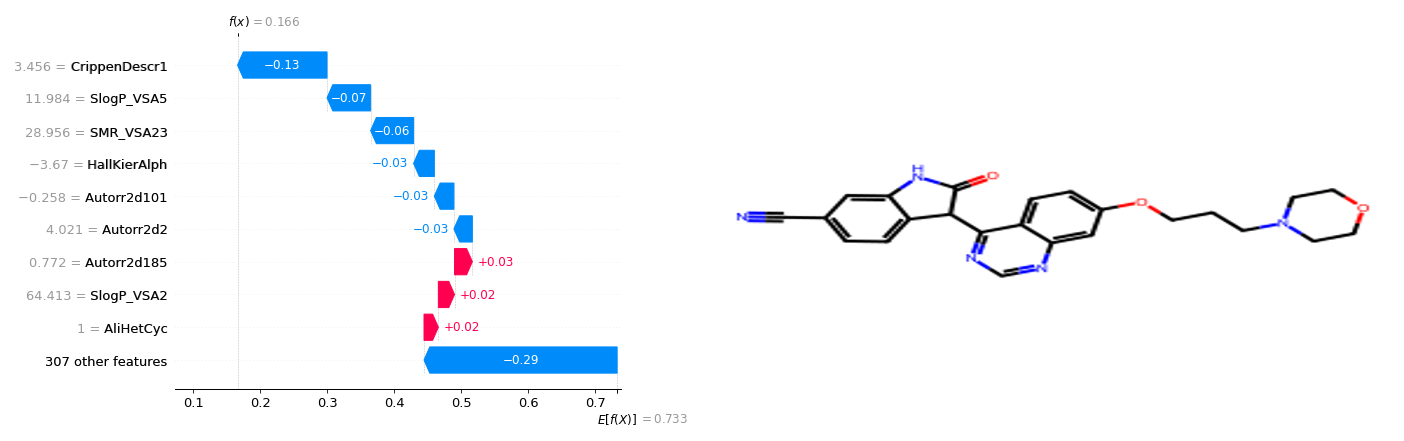 f(x) = 0.166
3.456 = CrippenDescr1
−0.13
11.984 = SlogP_VSA5
−0.07
28.956 = SMR_VSA23
−0.06
−3.67 = HallKierAlph
−0.03
−0.258 = Autorr2d101
−0.03
4.021 = Autorr2d2
−0.03
0.772 = Autorr2d185
+0.03
64.413 = SlogP_VSA2
+0.02
1 = AliHetCyc
+0.02
307 other features
−0.29
0.1 0.2 0.3 0.4 0.5 0.6 0.7
E[f(X)] = 0.733
H
N
O
N
N
N
O
N
O